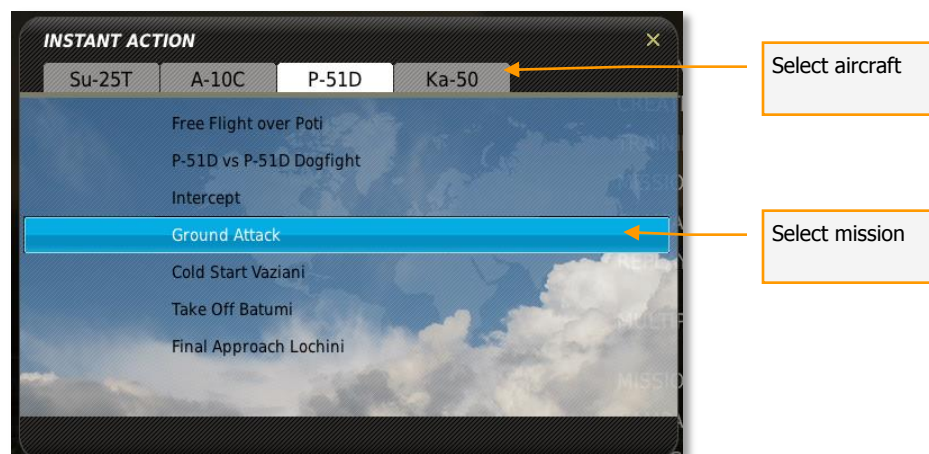 INSTANT ACTION
Su-25T A-10C P-51D Ka-50
Select aircraft
Free Flight over Poti
P-51D vs P-51D Dogfight
Intercept
Ground Attack
Select mission
Cold Start Vaziani
Take Off Batumi
Final Approach Lochini